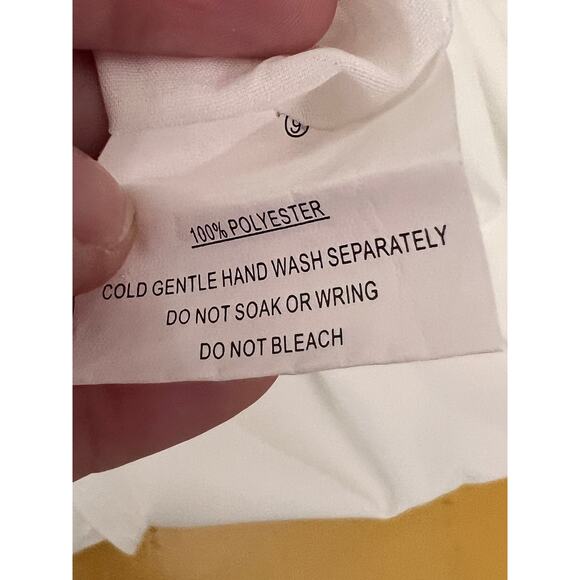 100% POLYESTER
COLD GENTLE HAND WASH SEPARATELY
DO NOT SOAK OR WRING
DO NOT BLEACH